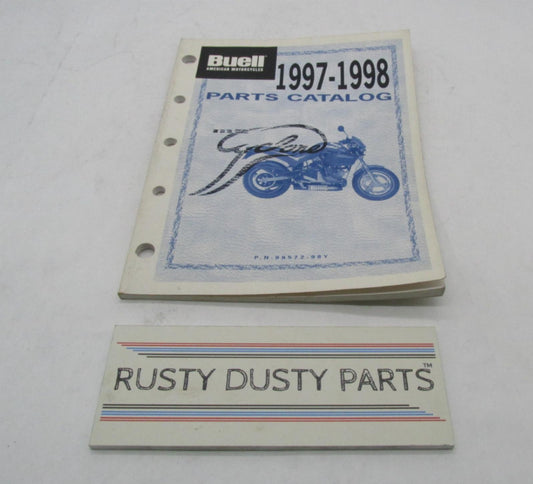 Buell
AMERICAN MOTORCYCLES
1997-1998
PARTS CATALOG
Cyclone
P.N.99572-98Y
RUSTY DUSTY PARTS™